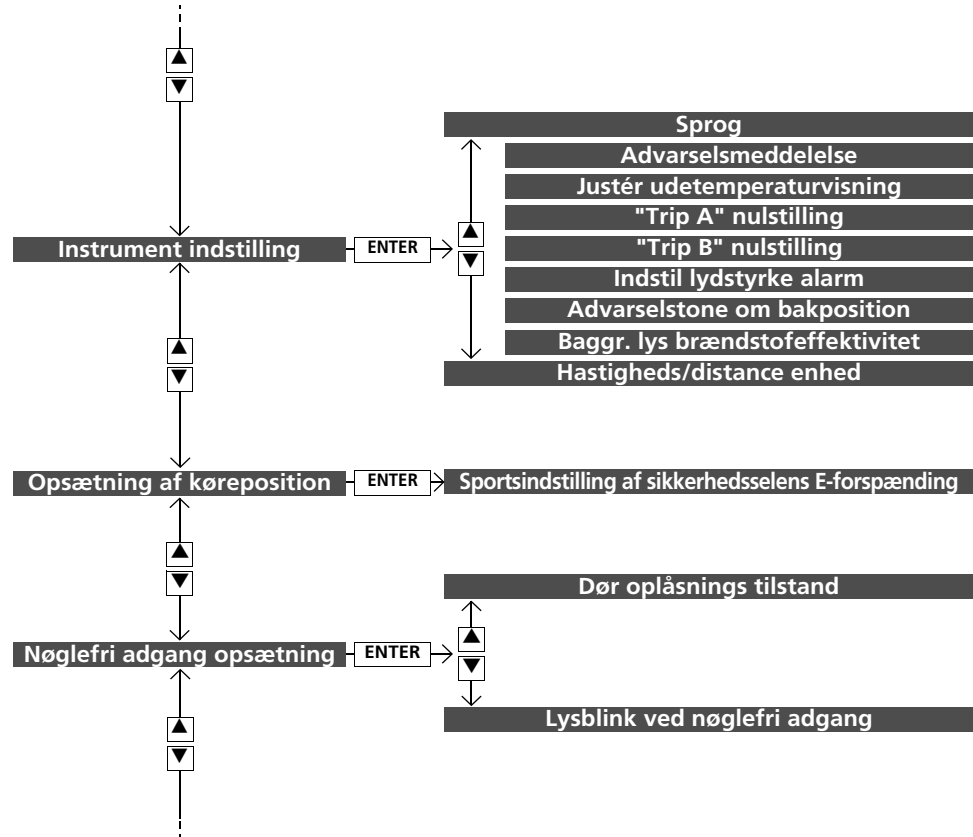 Sprog
Advarselsmeddelelse
Justér udetemperaturvisning
"Trip A" nulstilling
Instrument indstilling
ENTER
"Trip B" nulstilling
Indstil lydstyrke alarm
Advarselstone om bakposition
Baggr. lys brændstofeffektivitet
Hastigheds/distance enhed
Opsætning af køreposition
ENTER
Sportsindstilling af sikkerhedsselens E-forspænding
Dør oplåsnings tilstand
Nøglefri adgang opsætning
ENTER
Lysblink ved nøglefri adgang